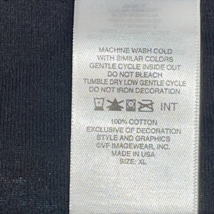 MACHINE WASH COLD
WITH SIMILAR COLORS
GENTLE CYCLE INSIDE OUT
DO NOT BLEACH
TUMBLE DRY LOW GENTLE CYCLE
DO NOT IRON DECORATION
INT
100% COTTON
EXCLUSIVE OF DECORATION
STYLE AND GRAPHICS
©VF IMAGEWEAR, INC.
MADE IN USA
SIZE: XL